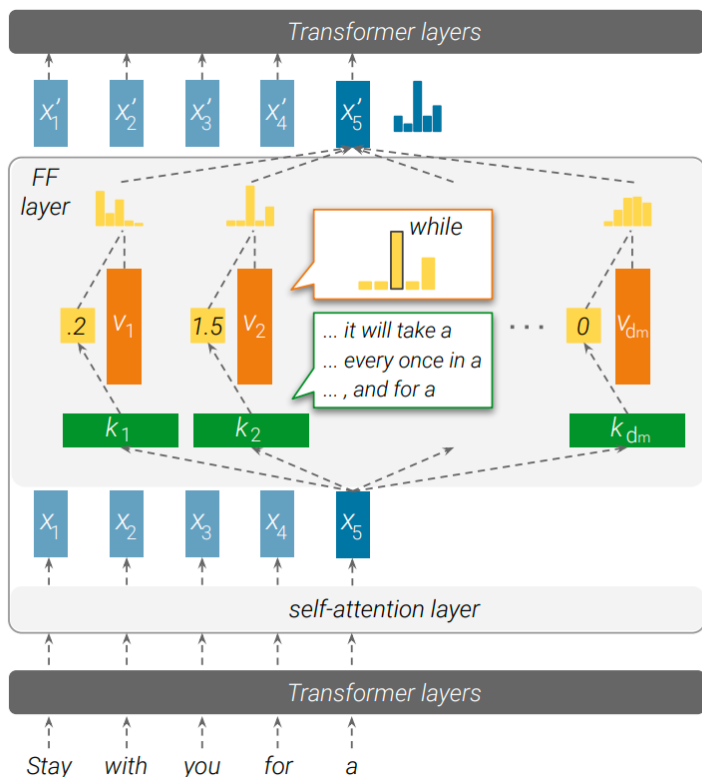 Transformer layers
x′1 x′2 x′3 x′4 x′5
FF
layer
while
.2 v1 1.5 v2 ... 0 vdm
... it will take a
... every once in a
... , and for a
k1 k2 kdm
x1 x2 x3 x4 x5
self-attention layer
Transformer layers
Stay with you for a